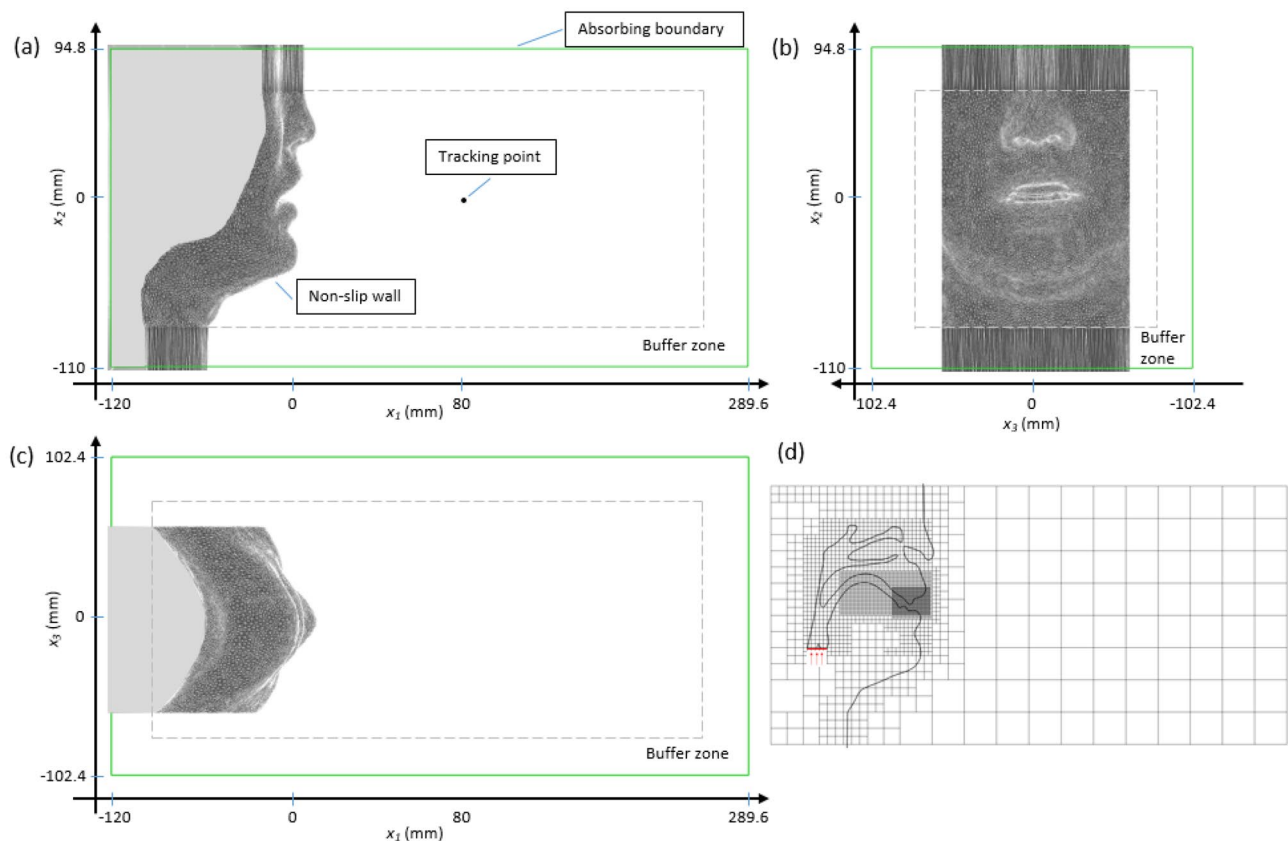 (a)
Absorbing boundary
94.8
Tracking point
0
x2 (mm)
Non-slip wall
Buffer zone
-110
-120
0
80
289.6
x1 (mm)
(b)
94.8
0
x2 (mm)
Buffer
zone
-110
102.4
0
-102.4
x3 (mm)
(c)
102.4
0
x3 (mm)
Buffer zone
-102.4
-120
0
80
289.6
x1 (mm)
(d)